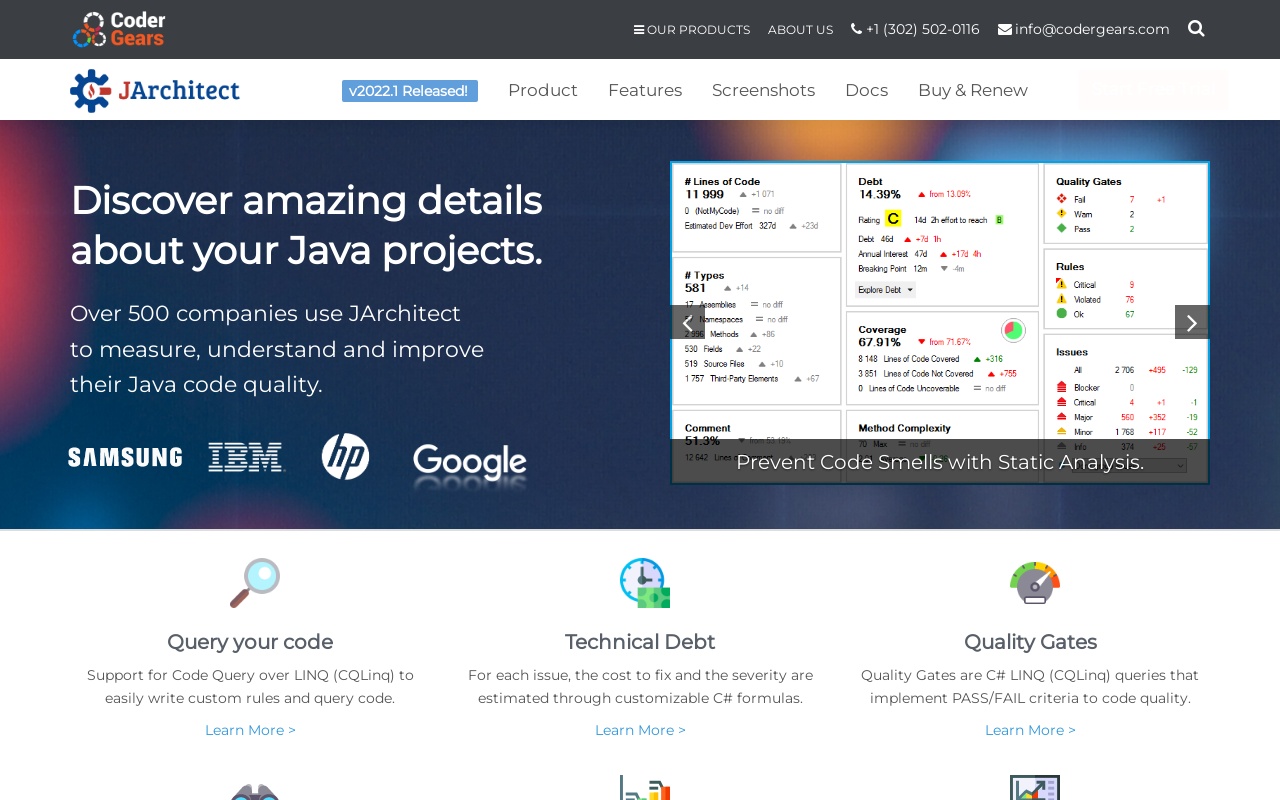 Coder
Gears
OUR PRODUCTS
ABOUT US
+1 (302) 502-0116
info@codergears.com
JArchitect
v2022.1 Released!
Product
Features
Screenshots
Docs
Buy & Renew
Discover amazing details
about your Java projects.
Over 500 companies use JArchitect
to measure, understand and improve
their Java code quality.
SAMSUNG
IBM
hp
Google
# Lines of Code
11 999 +1 071
0 (NotMyCode) no diff
Estimated Dev Effort 327d +23d
# Types
581 +14
17 Assemblies no diff
Namespaces no diff
2 996 Methods +86
530 Fields +22
519 Source Files +10
1 757 Third-Party Elements +67
Comment
51.3%
12 642
Debt
14.39% from 13.09%
Rating C 14d 2h effort to reach B
Debt 46d +7d 1h
Annual Interest 47d +17d 4h
Breaking Point 12m -4m
Explore Debt
Coverage
67.91% from 71.67%
8 148 Lines of Code Covered +316
3 851 Lines of Code Not Covered +755
0 Lines of Code Uncoverable no diff
Method Complexity
70 Max no diff
Quality Gates
Fail 7 +1
Warn 2
Pass 2
Rules
Critical 9
Violated 76
Ok 67
Issues
All 2 706 +495 -129
Blocker 0
Critical 4 +1 -1
Major 560 +352 -19
Minor 1 768 +117 -52
Info 374 +25 -57
Prevent Code Smells with Static Analysis.
Query your code
Support for Code Query over LINQ (CQLinq) to
easily write custom rules and query code.
Learn More >
Technical Debt
For each issue, the cost to fix and the severity are
estimated through customizable C# formulas.
Learn More >
Quality Gates
Quality Gates are C# LINQ (CQLinq) queries that
implement PASS/FAIL criteria to code quality.
Learn More >